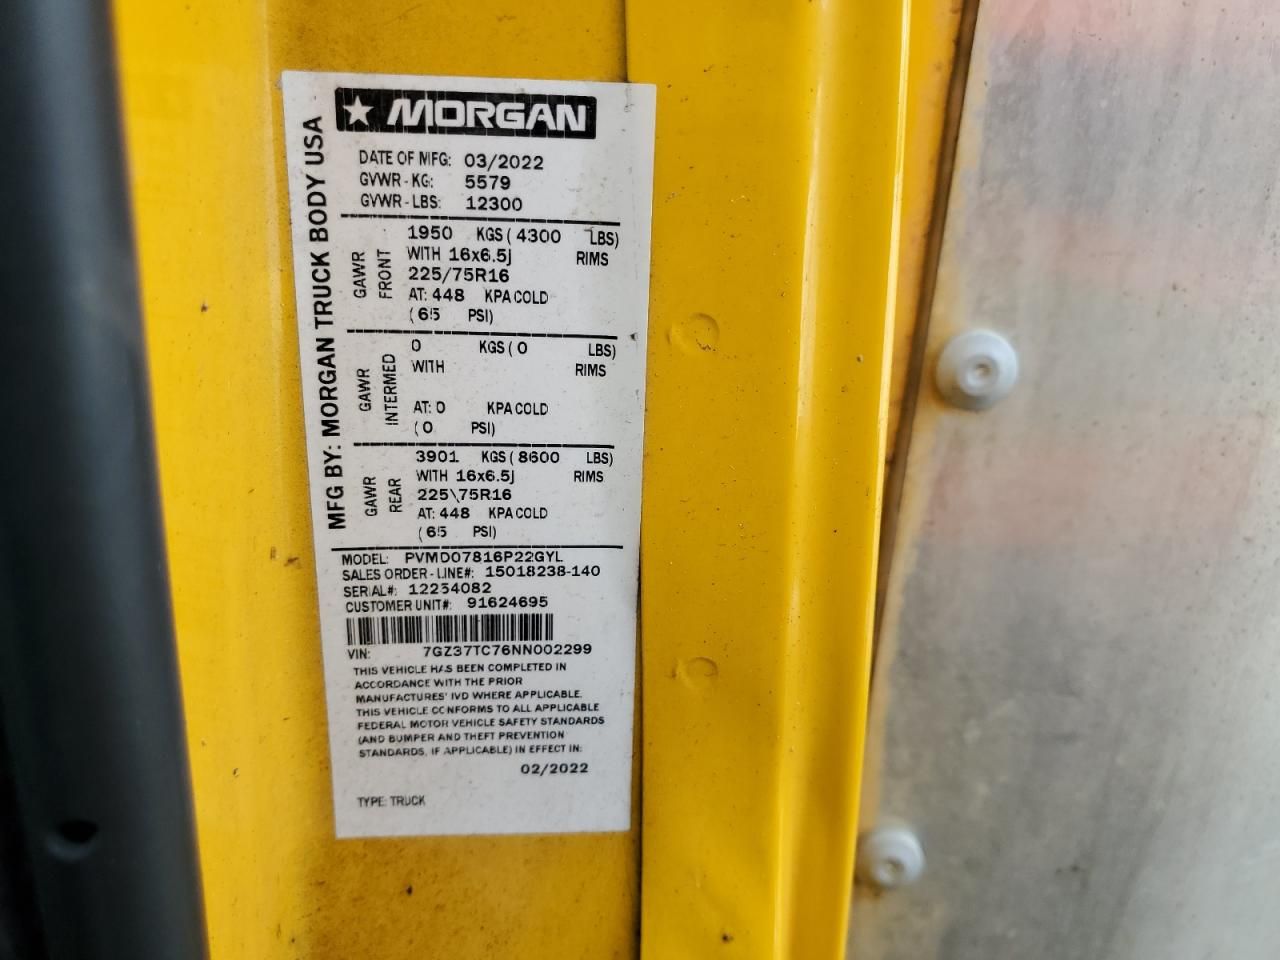 MORGAN
MFG BY: MORGAN TRUCK BODY USA
DATE OF MFG: 03/2022
GVWR - KG: 5579
GVWR - LBS: 12300
GAWR FRONT
1950 KGS ( 4300 LBS)
WITH 16x6.5J RIMS
225/75R16
AT: 448 KPA COLD
( 65 PSI)
GAWR INTERMED
0 KGS ( 0 LBS)
WITH RIMS
AT: 0 KPA COLD
( 0 PSI)
GAWR REAR
3901 KGS ( 8600 LBS)
WITH 16x6.5J RIMS
225\75R16
AT: 448 KPA COLD
( 65 PSI)
MODEL: PVMD07816P22GYL
SALES ORDER - LINE#: 15018238-140
SERIAL#: 12234082
CUSTOMER UNIT#: 91624695
VIN: 7GZ37TC76NN002299
THIS VEHICLE HAS BEEN COMPLETED IN
ACCORDANCE WITH THE PRIOR
MANUFACTURES' IVD WHERE APPLICABLE.
THIS VEHICLE CONFORMS TO ALL APPLICABLE
FEDERAL MOTOR VEHICLE SAFETY STANDARDS
(AND BUMPER AND THEFT PREVENTION
STANDARDS, IF APPLICABLE) IN EFFECT IN:
02/2022
TYPE: TRUCK